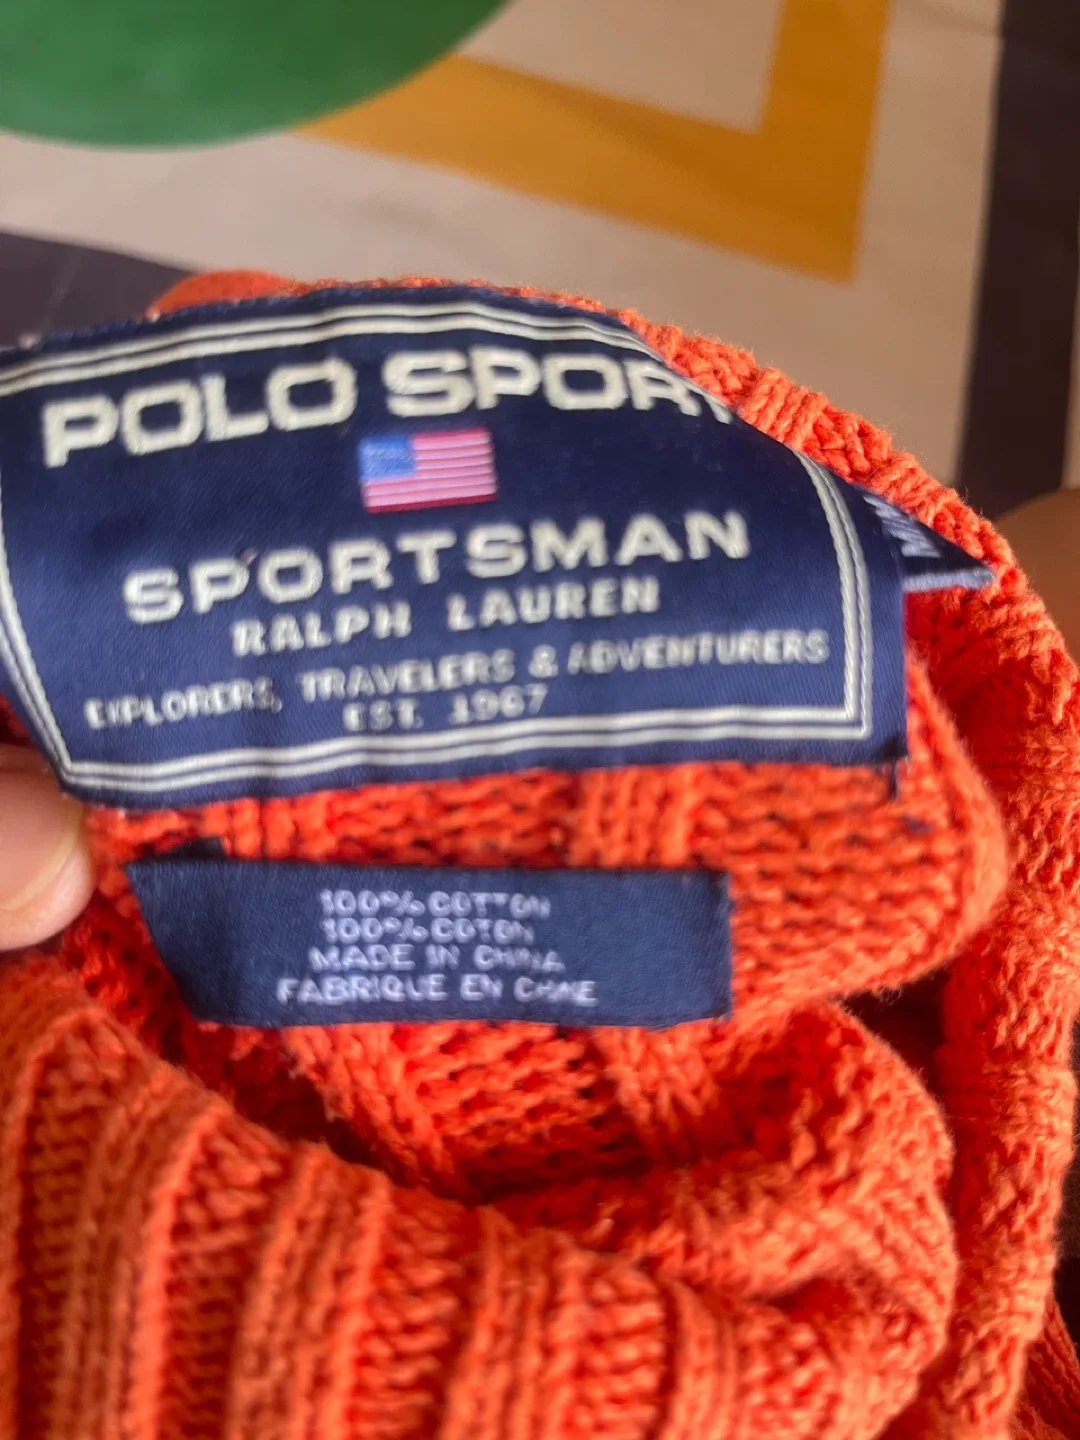 POLO SPORT
SPORTSMAN
RALPH LAUREN
EXPLORERS, TRAVELERS & ADVENTURERS
EST. 1967
100% COTTON
100% COTON
MADE IN CHINA
FABRIQUE EN CHINE